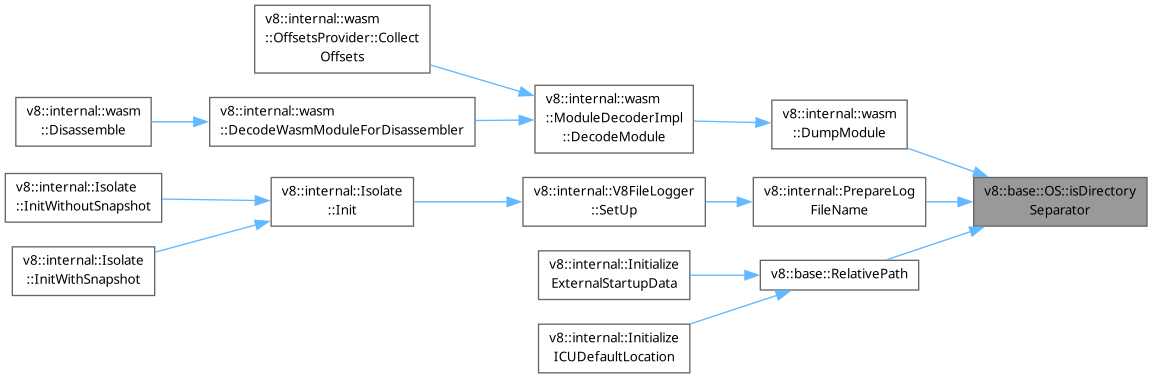 v8::internal::wasm
::OffsetsProvider::Collect
Offsets
v8::internal::wasm
::Disassemble
v8::internal::wasm
::DecodeWasmModuleForDisassembler
v8::internal::wasm
::ModuleDecoderImpl
::DecodeModule
v8::internal::wasm
::DumpModule
v8::internal::Isolate
::InitWithoutSnapshot
v8::internal::Isolate
::Init
v8::internal::V8FileLogger
::SetUp
v8::internal::PrepareLog
FileName
v8::base::OS::isDirectory
Separator
v8::internal::Isolate
::InitWithSnapshot
v8::internal::Initialize
ExternalStartupData
v8::base::RelativePath
v8::internal::Initialize
ICUDefaultLocation